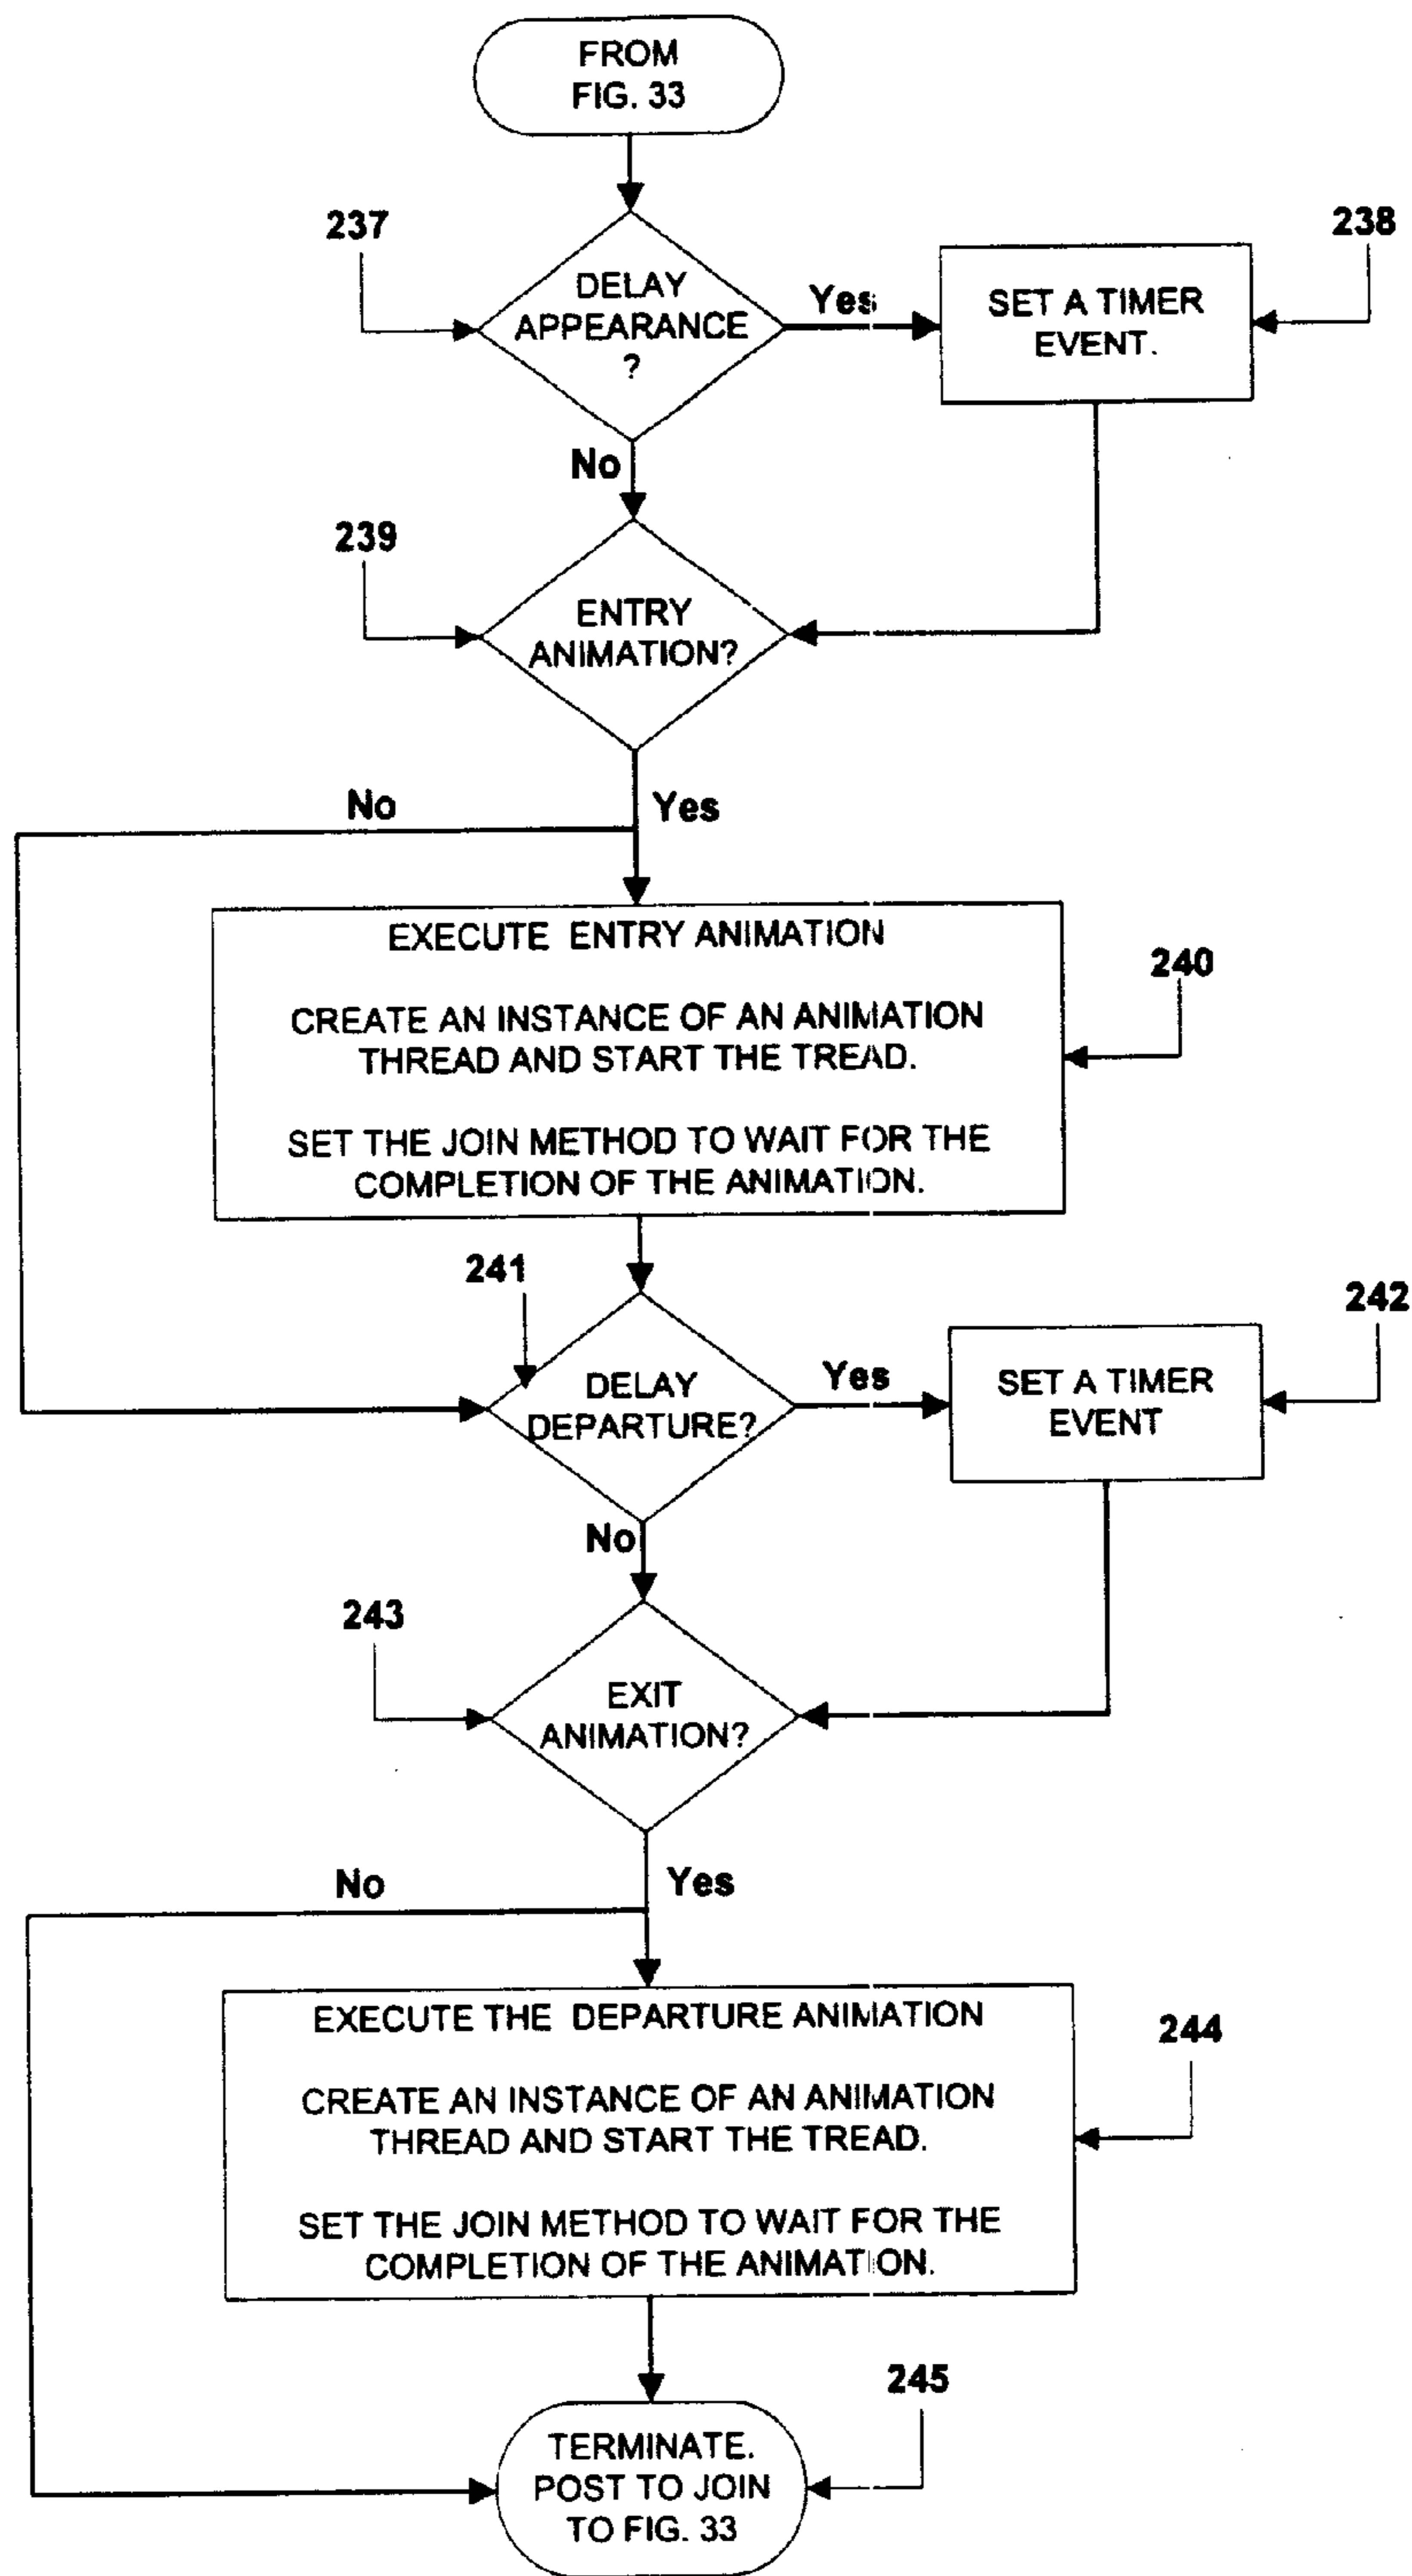 FROM
FIG. 33
237
238
DELAY
APPEARANCE
?
Yes
SET A TIMER
EVENT.
No
239
ENTRY
ANIMATION?
No
Yes
EXECUTE ENTRY ANIMATION
240
CREATE AN INSTANCE OF AN ANIMATION
THREAD AND START THE TREAD.
SET THE JOIN METHOD TO WAIT FOR THE
COMPLETION OF THE ANIMATION.
241
242
DELAY
DEPARTURE?
Yes
SET A TIMER
EVENT
No
243
EXIT
ANIMATION?
No
Yes
EXECUTE THE DEPARTURE ANIMATION
244
CREATE AN INSTANCE OF AN ANIMATION
THREAD AND START THE TREAD.
SET THE JOIN METHOD TO WAIT FOR THE
COMPLETION OF THE ANIMATION.
245
TERMINATE.
POST TO JOIN
TO FIG. 33